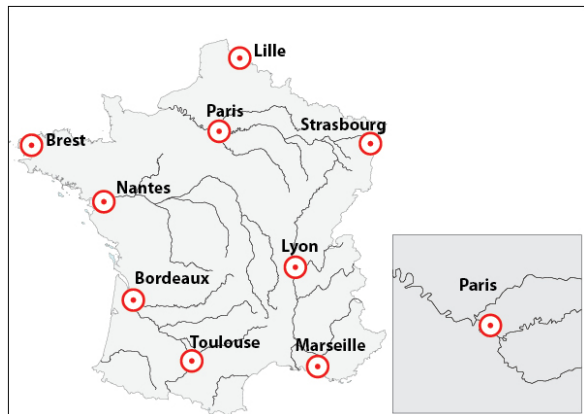 Lille
Paris
Strasbourg
Brest
Nantes
Lyon
Bordeaux
Toulouse
Marseille
Paris